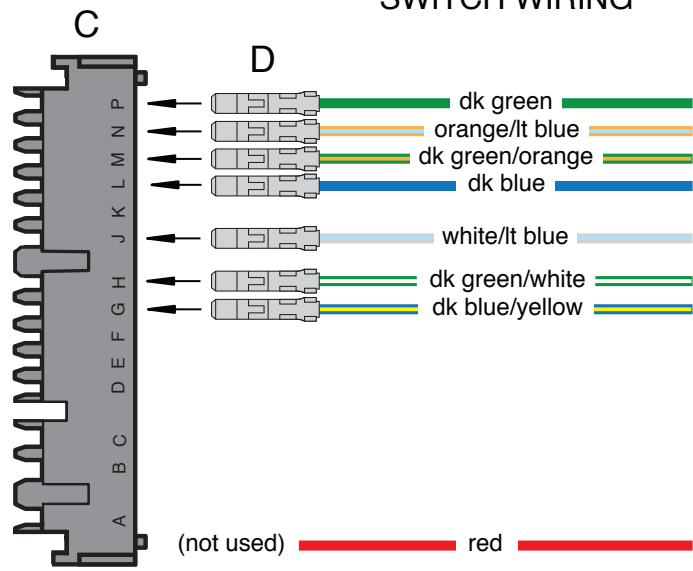 SWITCH WIRING
C
D
P
dk green
N
orange/lt blue
M
dk green/orange
L
dk blue
K
J
white/lt blue
H
dk green/white
G
dk blue/yellow
F
E
D
C
B
A
(not used)
red